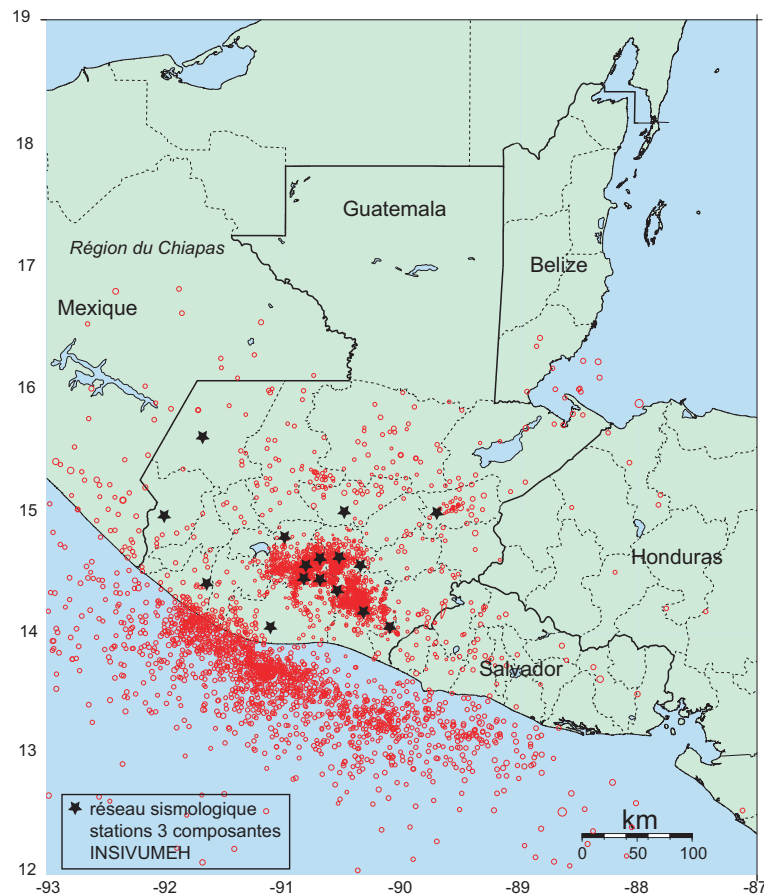 19
18
17
16
15
14
13
12
Guatemala
Région du Chiapas
Belize
Mexique
Honduras
Salvador
réseau sismologique
stations 3 composantes
INSIVUMEH
km
0 50 100
-93 -92 -91 -90 -89 -88 -87